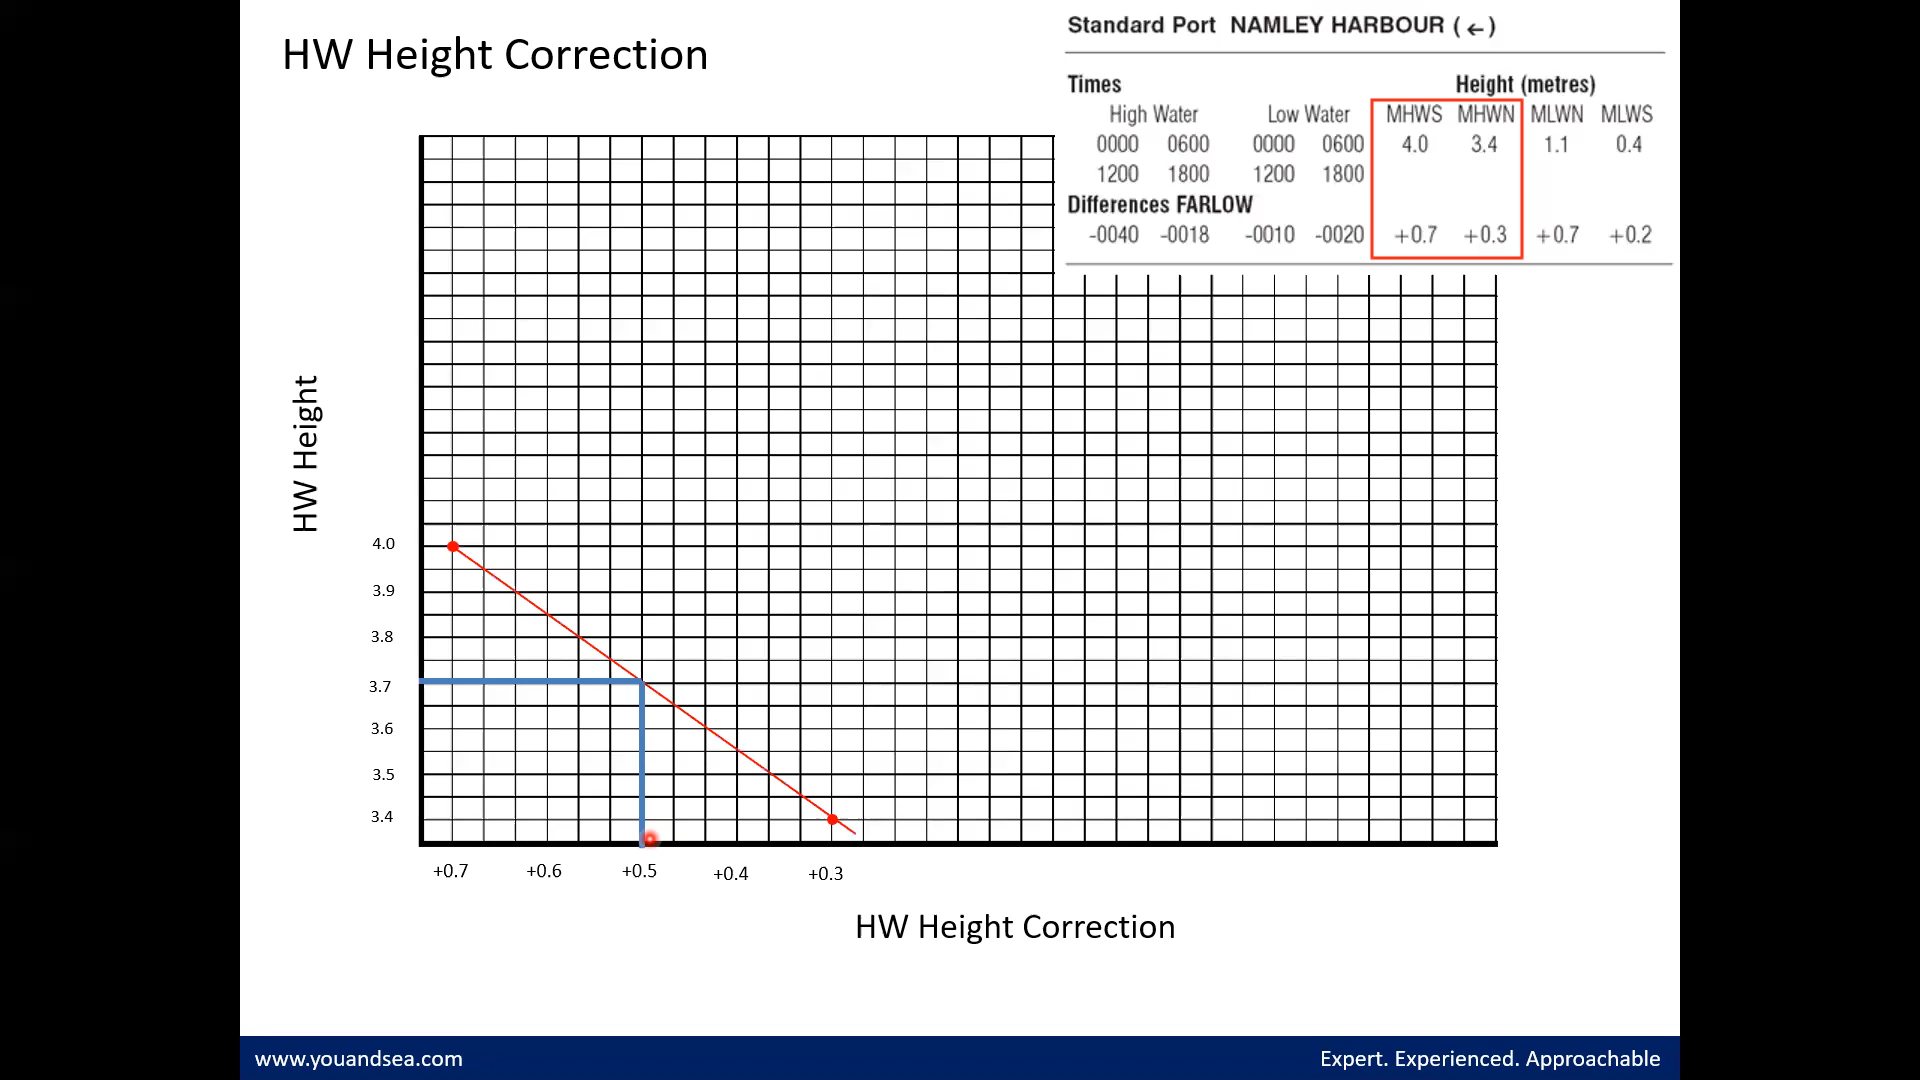 HW Height Correction
Standard Port NAMLEY HARBOUR (←)
Times Height (metres)
High Water Low Water MHWS MHWN MLWN MLWS
0000 0600 0000 0600 4.0 3.4 1.1 0.4
1200 1800 1200 1800
Differences FARLOW
-0040 -0018 -0010 -0020 +0.7 +0.3 +0.7 +0.2
HW Height
4.0
3.9
3.8
3.7
3.6
3.5
3.4
+0.7 +0.6 +0.5 +0.4 +0.3
HW Height Correction
www.youandsea.com Expert. Experienced. Approachable